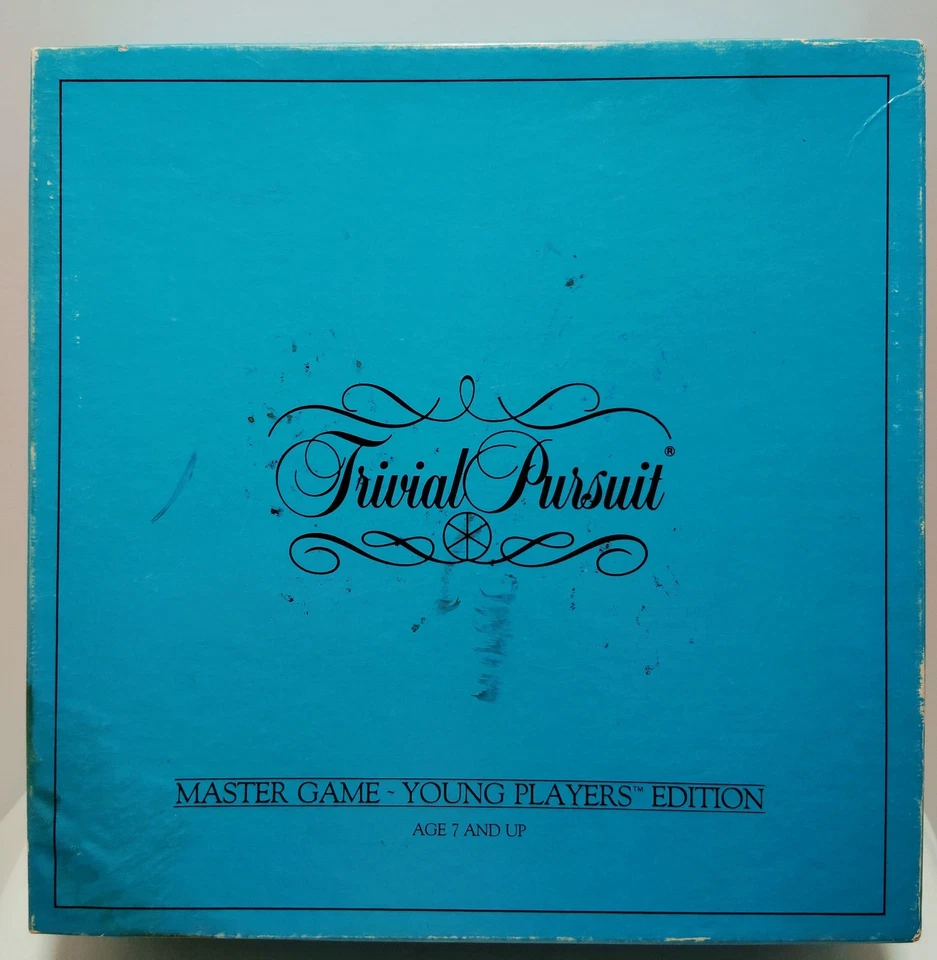 Trivial Pursuit®
MASTER GAME ~ YOUNG PLAYERS™ EDITION
AGE 7 AND UP